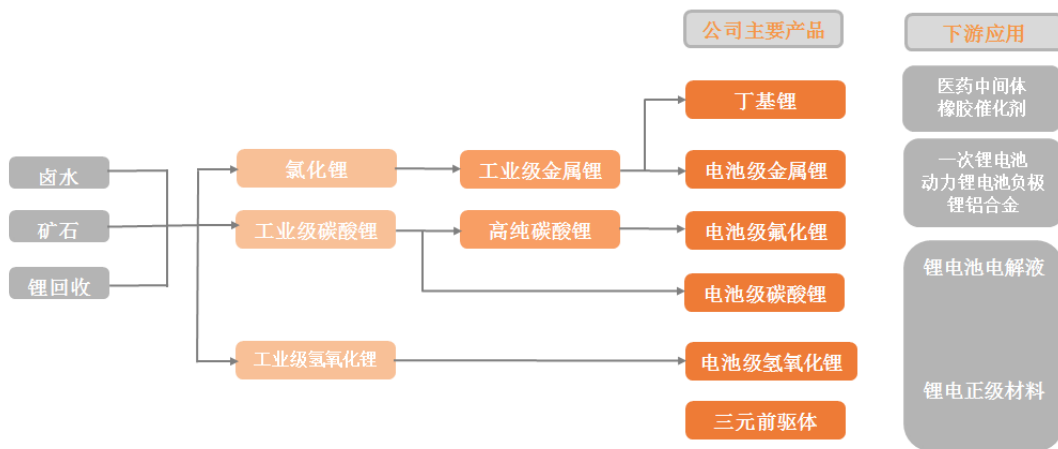 公司主要产品
下游应用
丁基锂
医药中间体
橡胶催化剂
卤水
氯化锂
工业级金属锂
电池级金属锂
一次锂电池
动力锂电池负极
锂铝合金
矿石
工业级碳酸锂
高纯碳酸锂
电池级氟化锂
锂回收
电池级碳酸锂
锂电池电解液
工业级氢氧化锂
电池级氢氧化锂
锂电正级材料
三元前驱体